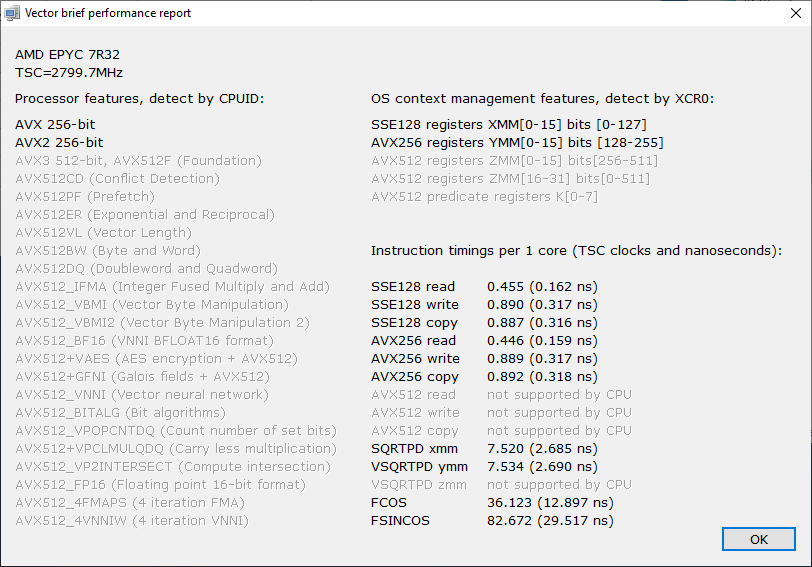 Vector brief performance report
AMD EPYC 7R32
TSC=2799.7MHz
Processor features, detect by CPUID:
AVX 256-bit
AVX2 256-bit
AVX3 512-bit, AVX512F (Foundation)
AVX512CD (Conflict Detection)
AVX512PF (Prefetch)
AVX512ER (Exponential and Reciprocal)
AVX512VL (Vector Length)
AVX512BW (Byte and Word)
AVX512DQ (Doubleword and Quadword)
AVX512_IFMA (Integer Fused Multiply and Add)
AVX512_VBMI (Vector Byte Manipulation)
AVX512_VBMI2 (Vector Byte Manipulation 2)
AVX512_BF16 (VNNI BFLOAT16 format)
AVX512+VAES (AES encryption + AVX512)
AVX512+GFNI (Galois fields + AVX512)
AVX512_VNNI (Vector neural network)
AVX512_BITALG (Bit algorithms)
AVX512_VPOPCNTDQ (Count number of set bits)
AVX512+VPCLMULQDQ (Carry less multiplication)
AVX512_VP2INTERSECT (Compute intersection)
AVX512_FP16 (Floating point 16-bit format)
AVX512_4FMAPS (4 iteration FMA)
AVX512_4VNNIW (4 iteration VNNI)
OS context management features, detect by XCR0:
SSE128 registers XMM[0-15] bits [0-127]
AVX256 registers YMM[0-15] bits [128-255]
AVX512 registers ZMM[0-15] bits[256-511]
AVX512 registers ZMM[16-31] bits[0-511]
AVX512 predicate registers K[0-7]
Instruction timings per 1 core (TSC clocks and nanoseconds):
SSE128 read 0.455 (0.162 ns)
SSE128 write 0.890 (0.317 ns)
SSE128 copy 0.887 (0.316 ns)
AVX256 read 0.446 (0.159 ns)
AVX256 write 0.889 (0.317 ns)
AVX256 copy 0.892 (0.318 ns)
AVX512 read not supported by CPU
AVX512 write not supported by CPU
AVX512 copy not supported by CPU
SQRTPD xmm 7.520 (2.685 ns)
VSQRTPD ymm 7.534 (2.690 ns)
VSQRTPD zmm not supported by CPU
FCOS 36.123 (12.897 ns)
FSINCOS 82.672 (29.517 ns)
OK